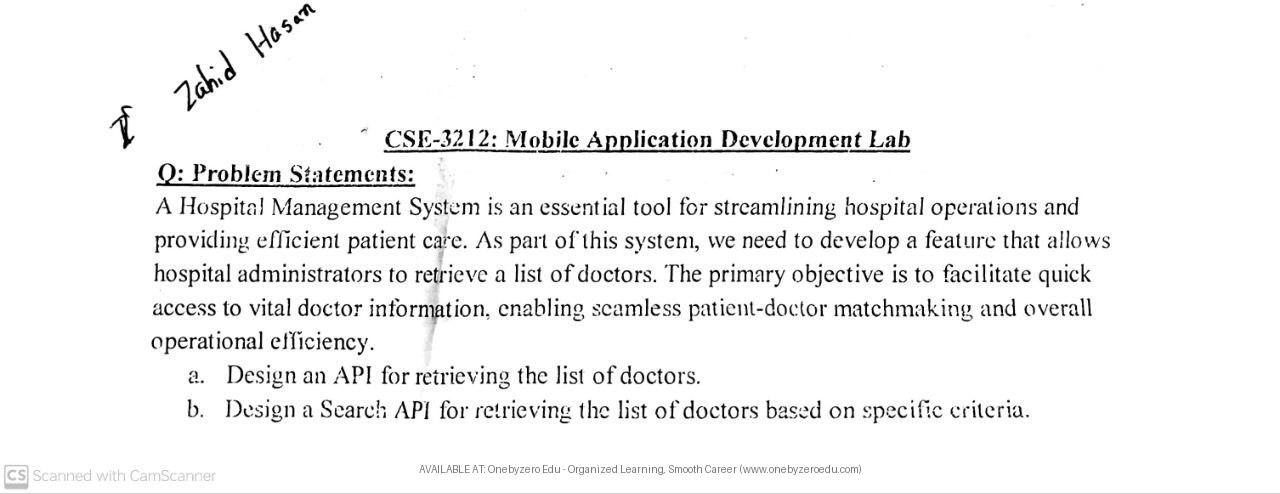 Zahid Hasan
CSE-3212: Mobile Application Development Lab
Q: Problem Statements:
A Hospital Management System is an essential tool for streamlining hospital operations and
providing efficient patient care. As part of this system, we need to develop a feature that allows
hospital administrators to retrieve a list of doctors. The primary objective is to facilitate quick
access to vital doctor information, enabling seamless patient-doctor matchmaking and overall
operational efficiency.
a. Design an API for retrieving the list of doctors.
b. Design a Search API for retrieving the list of doctors based on specific criteria.
CS Scanned with CamScanner
AVAILABLE AT: Onebyzero Edu - Organized Learning, Smooth Career (www.onebyzeroedu.com)